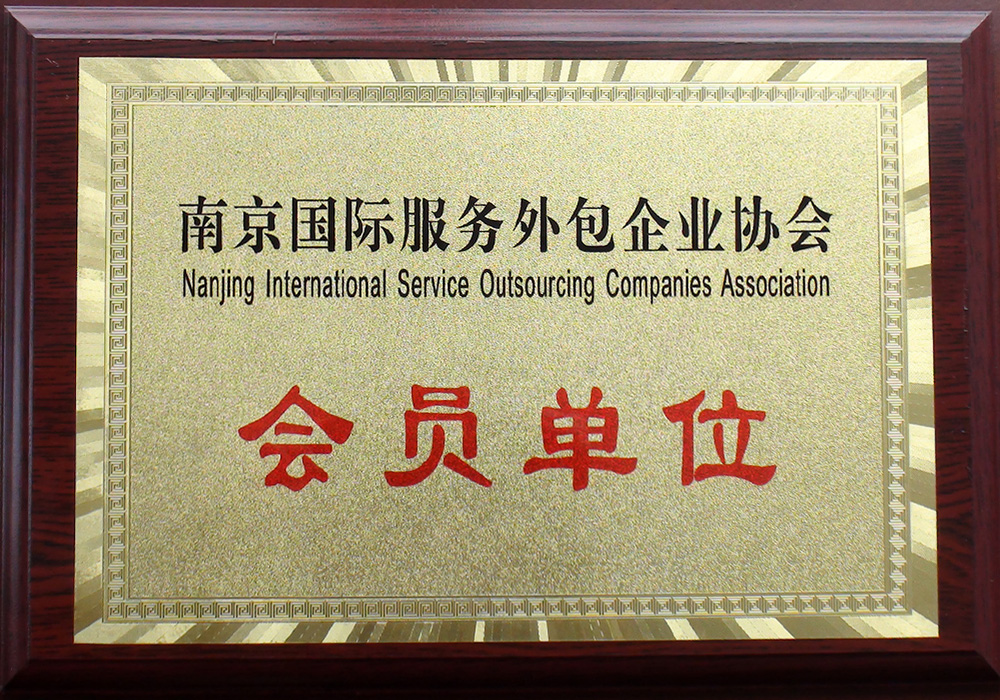 南京国际服务外包企业协会
Nanjing International Service Outsourcing Companies Association
会员单位